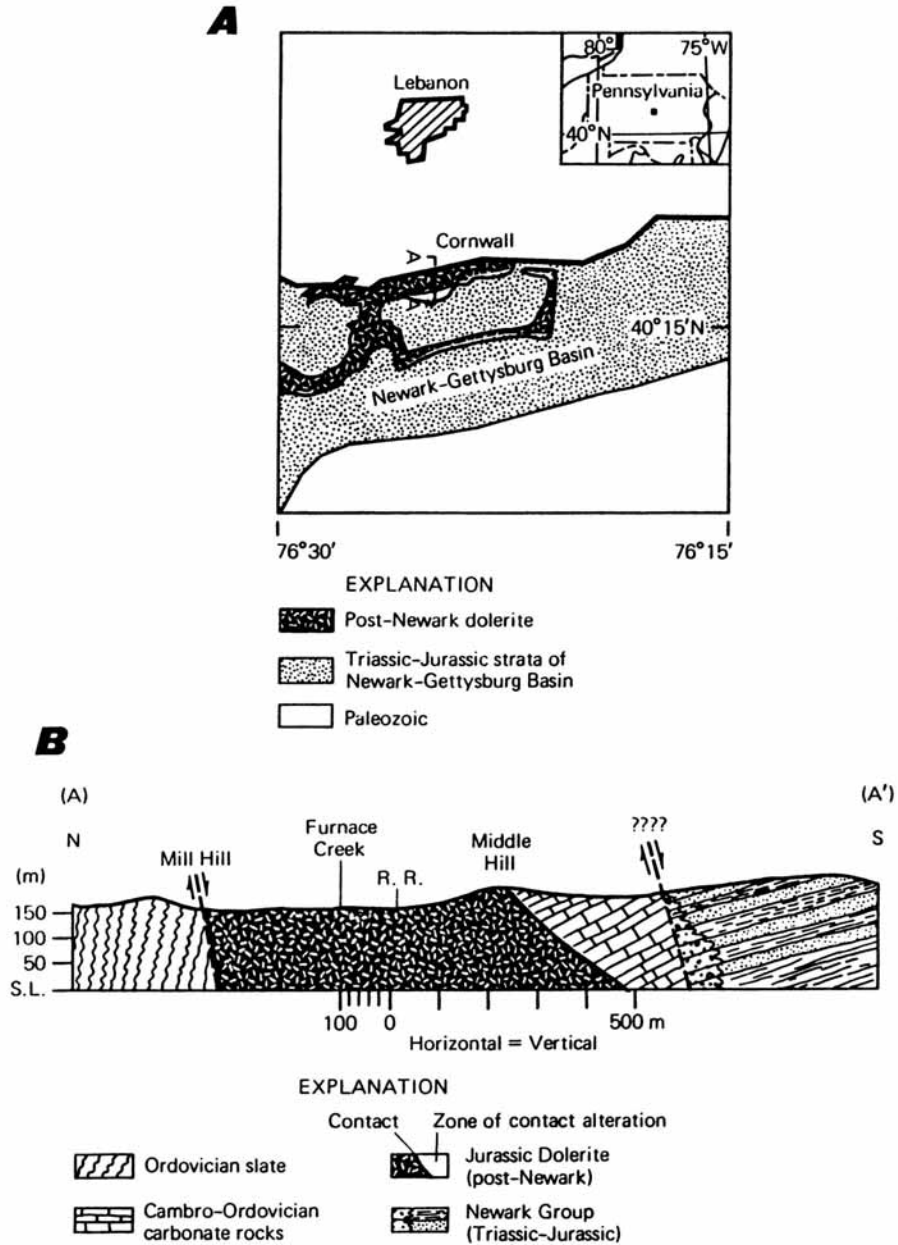 A
80°
75°W
Pennsylvania
40°N
Lebanon
Cornwall
A
A'
40°15'N
Newark-Gettysburg Basin
76°30'
76°15'
EXPLANATION
Post-Newark dolerite
Triassic-Jurassic strata of
Newark-Gettysburg Basin
Paleozoic
B
(A)
(A')
N
S
Mill Hill
Furnace
Creek
R. R.
Middle
Hill
????
(m)
150
100
50
S.L.
100
0
500 m
Horizontal = Vertical
EXPLANATION
Contact
Zone of contact alteration
Ordovician slate
Jurassic Dolerite
(post-Newark)
Cambro-Ordovician
carbonate rocks
Newark Group
(Triassic-Jurassic)